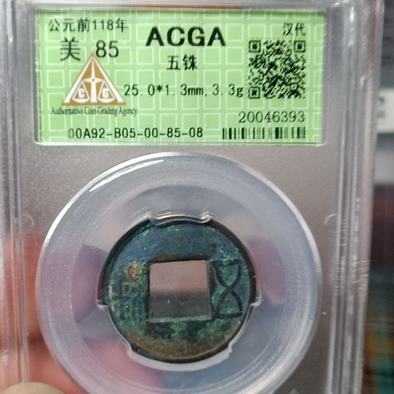 公元前118年
汉代
美 85
ACGA
五铢
25.0*1.3mm,3.3g
Authoritative Coin Grading Agency
20046393
00A92-B05-00-85-08